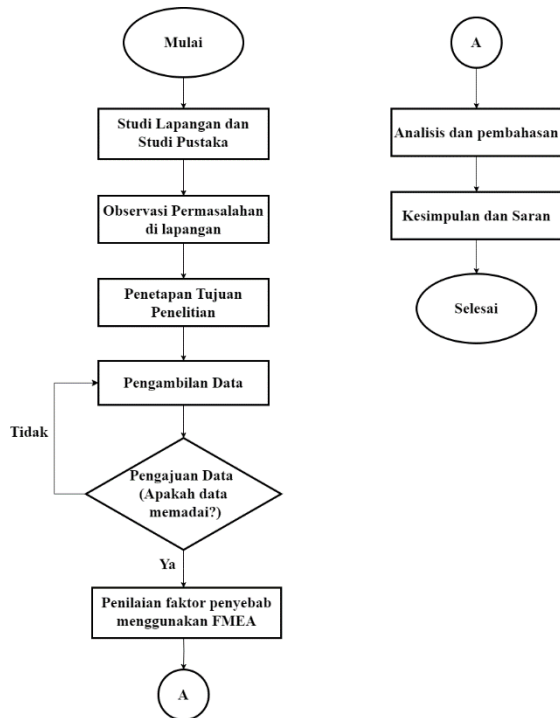 Mulai
Studi Lapangan dan
Studi Pustaka
Observasi Permasalahan
di lapangan
Penetapan Tujuan
Penelitian
Pengambilan Data
Tidak
Pengajuan Data
(Apakah data
memadai?)
Ya
Penilaian faktor penyebab
menggunakan FMEA
A
A
Analisis dan pembahasan
Kesimpulan dan Saran
Selesai